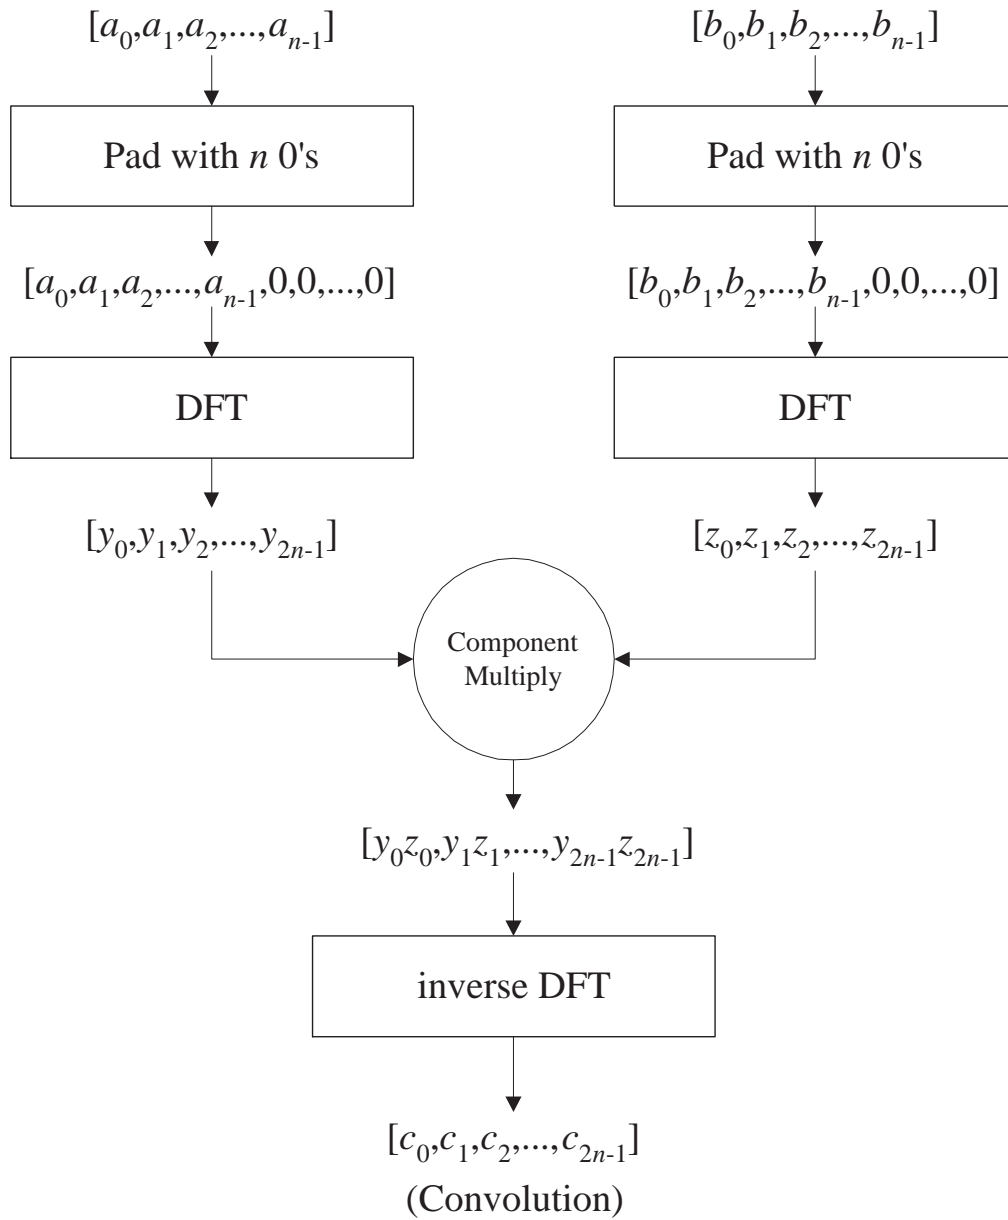 [a0,a1,a2,...,an-1]
[b0,b1,b2,...,bn-1]
Pad with n 0's
Pad with n 0's
[a0,a1,a2,...,an-1,0,0,...,0]
[b0,b1,b2,...,bn-1,0,0,...,0]
DFT
DFT
[y0,y1,y2,...,y2n-1]
[z0,z1,z2,...,z2n-1]
Component
Multiply
[y0z0,y1z1,...,y2n-1z2n-1]
inverse DFT
[c0,c1,c2,...,c2n-1]
(Convolution)